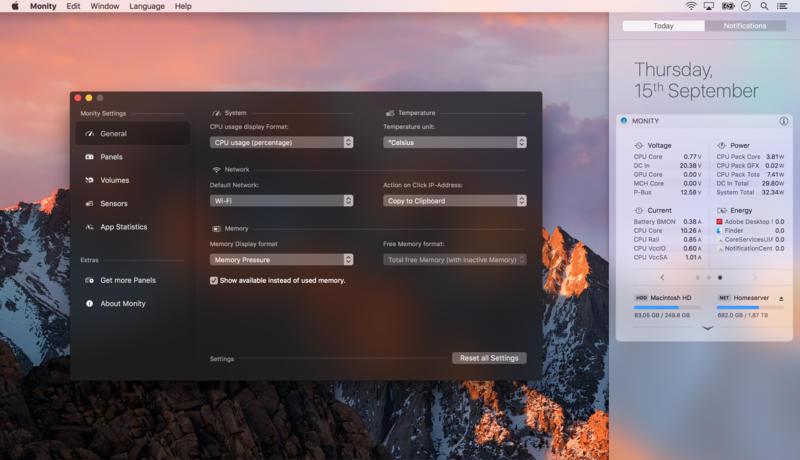 Monity Edit Window Language Help
Today Notifications
Thursday,
15th September
Monity Settings
General
Panels
Volumes
Sensors
App Statistics
Extras
Get more Panels
About Monity
System
CPU usage display Format:
CPU usage (percentage)
Temperature
Temperature unit:
°Celsius
Network
Default Network:
Wi-Fi
Action on Click IP-Address:
Copy to Clipboard
Memory
Memory Display format
Memory Pressure
Free Memory format:
Total free Memory (with inactive Memory)
Show available instead of used memory.
Settings
Reset all Settings
MONITY
Voltage
CPU Core 0.77 V
DC In 20.38 V
GPU Core 0.00 V
MCH Core 0.00 V
P-Bus 12.58 V
Power
CPU Pack Core 3.81 W
CPU Pack GFX 0.02 W
CPU Pack Tota 7.41 W
DC In Total 29.80 W
System Total 32.34 W
Current
Battery BMON 0.38 A
CPU Core 10.26 A
CPU Rail 0.85 A
CPU VccIO 0.60 A
CPU VccSA 1.01 A
Energy
Adobe Desktop 0.0
Finder 0.0
CoreServicesUIA 0.0
NotificationCent 0.0
HDD Macintosh HD
83.05 GB / 249.8 GB
NET Homeserver
682.0 GB / 1.87 TB